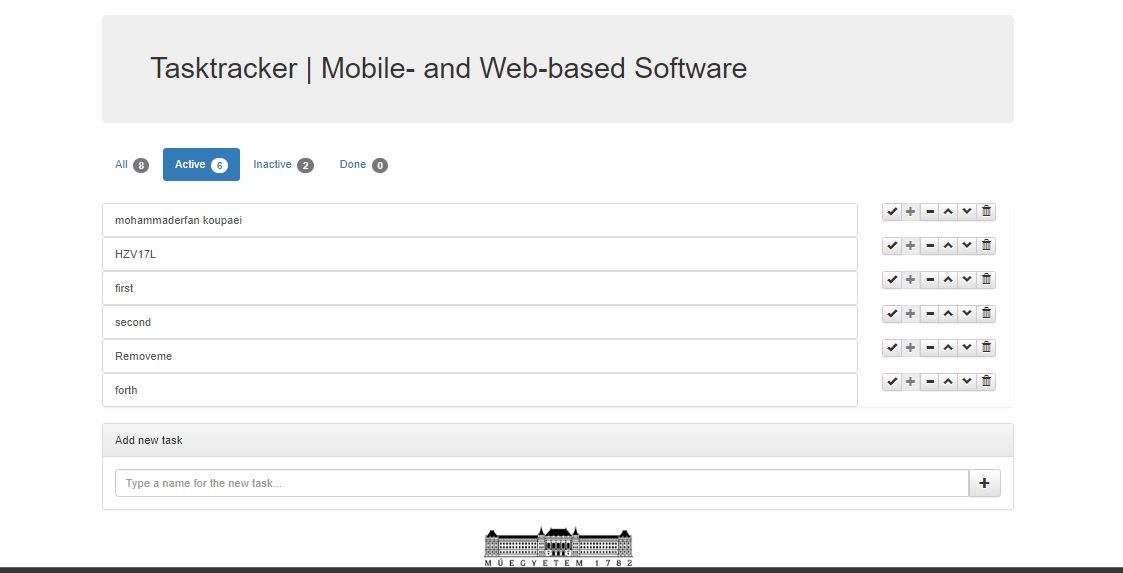 Tasktracker | Mobile- and Web-based Software
All 8 Active 6 Inactive 2 Done 0
mohammaderfan koupaei
HZV17L
first
second
Removeme
forth
Add new task
Type a name for the new task...
MŰEGYETEM 1782